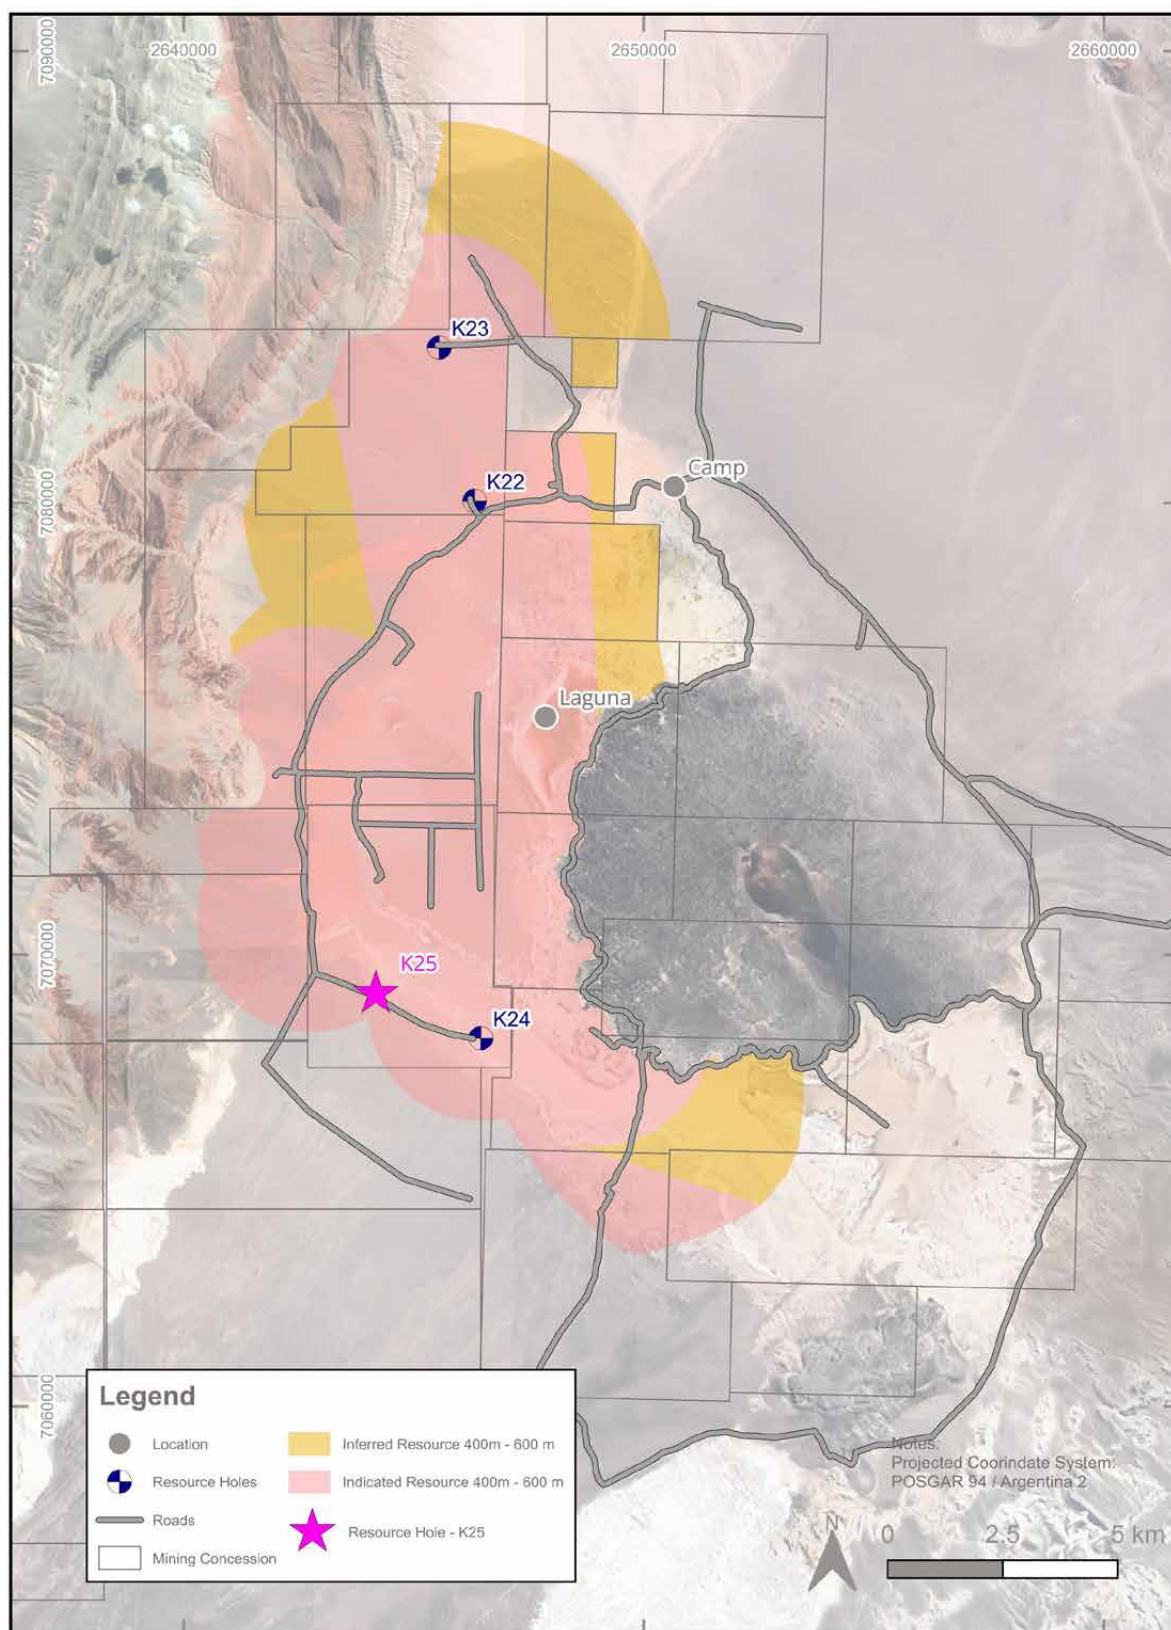 2640000
2650000
2660000
7090000
K23
K22
Camp
7080000
Laguna
7070000
K25
K24
7060000
Legend
Location
Resource Holes
Roads
Mining Concession
Inferred Resource 400m - 600 m
Indicated Resource 400m - 600 m
Resource Hole - K25
Notes:
Projected Coorindate System:
POSGAR 94 / Argentina 2
N
0 2.5 5 km